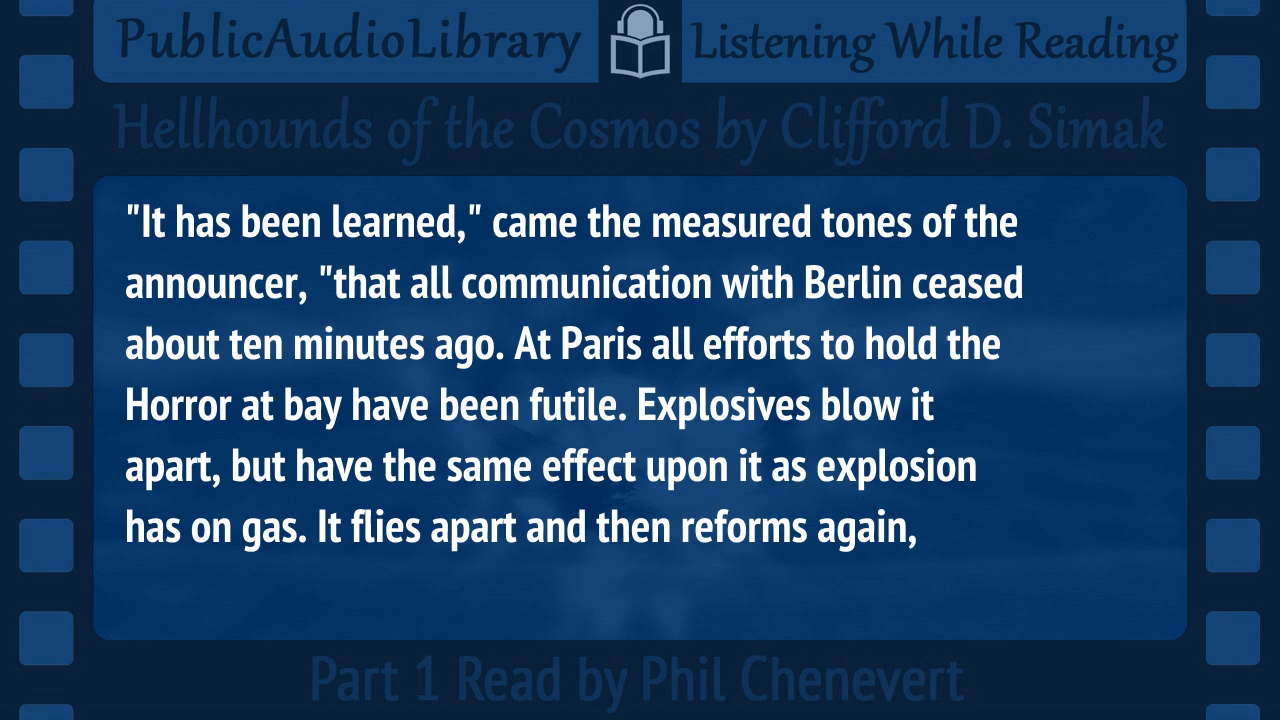 PublicAudioLibrary Listening While Reading
Hellhounds of the Cosmos by Clifford D. Simak
"It has been learned," came the measured tones of the
announcer, "that all communication with Berlin ceased
about ten minutes ago. At Paris all efforts to hold the
Horror at bay have been futile. Explosives blow it
apart, but have the same effect upon it as explosion
has on gas. It flies apart and then reforms again,
Part 1 Read by Phil Chenevert